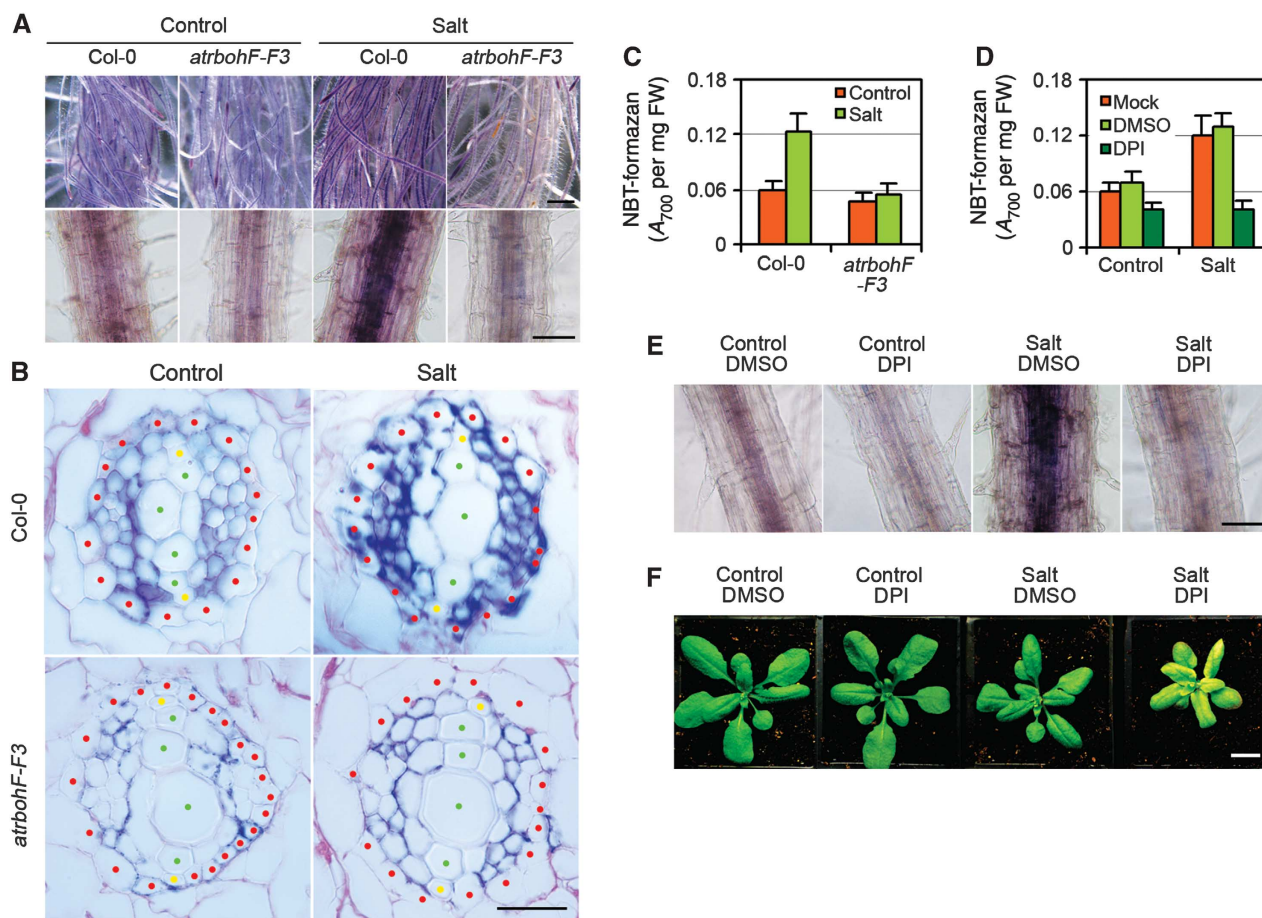 A
Control Salt
Col-0 atrbohF-F3 Col-0 atrbohF-F3
B
Control Salt
Col-0
atrbohF-F3
C
NBT-formazan
(A700 per mg FW)
0.18
0.12
0.06
0
Control
Salt
Col-0 atrbohF
-F3
D
NBT-formazan
(A700 per mg FW)
0.18
0.12
0.06
0
Mock
DMSO
DPI
Control Salt
E
Control Control Salt Salt
DMSO DPI DMSO DPI
F
Control Control Salt Salt
DMSO DPI DMSO DPI